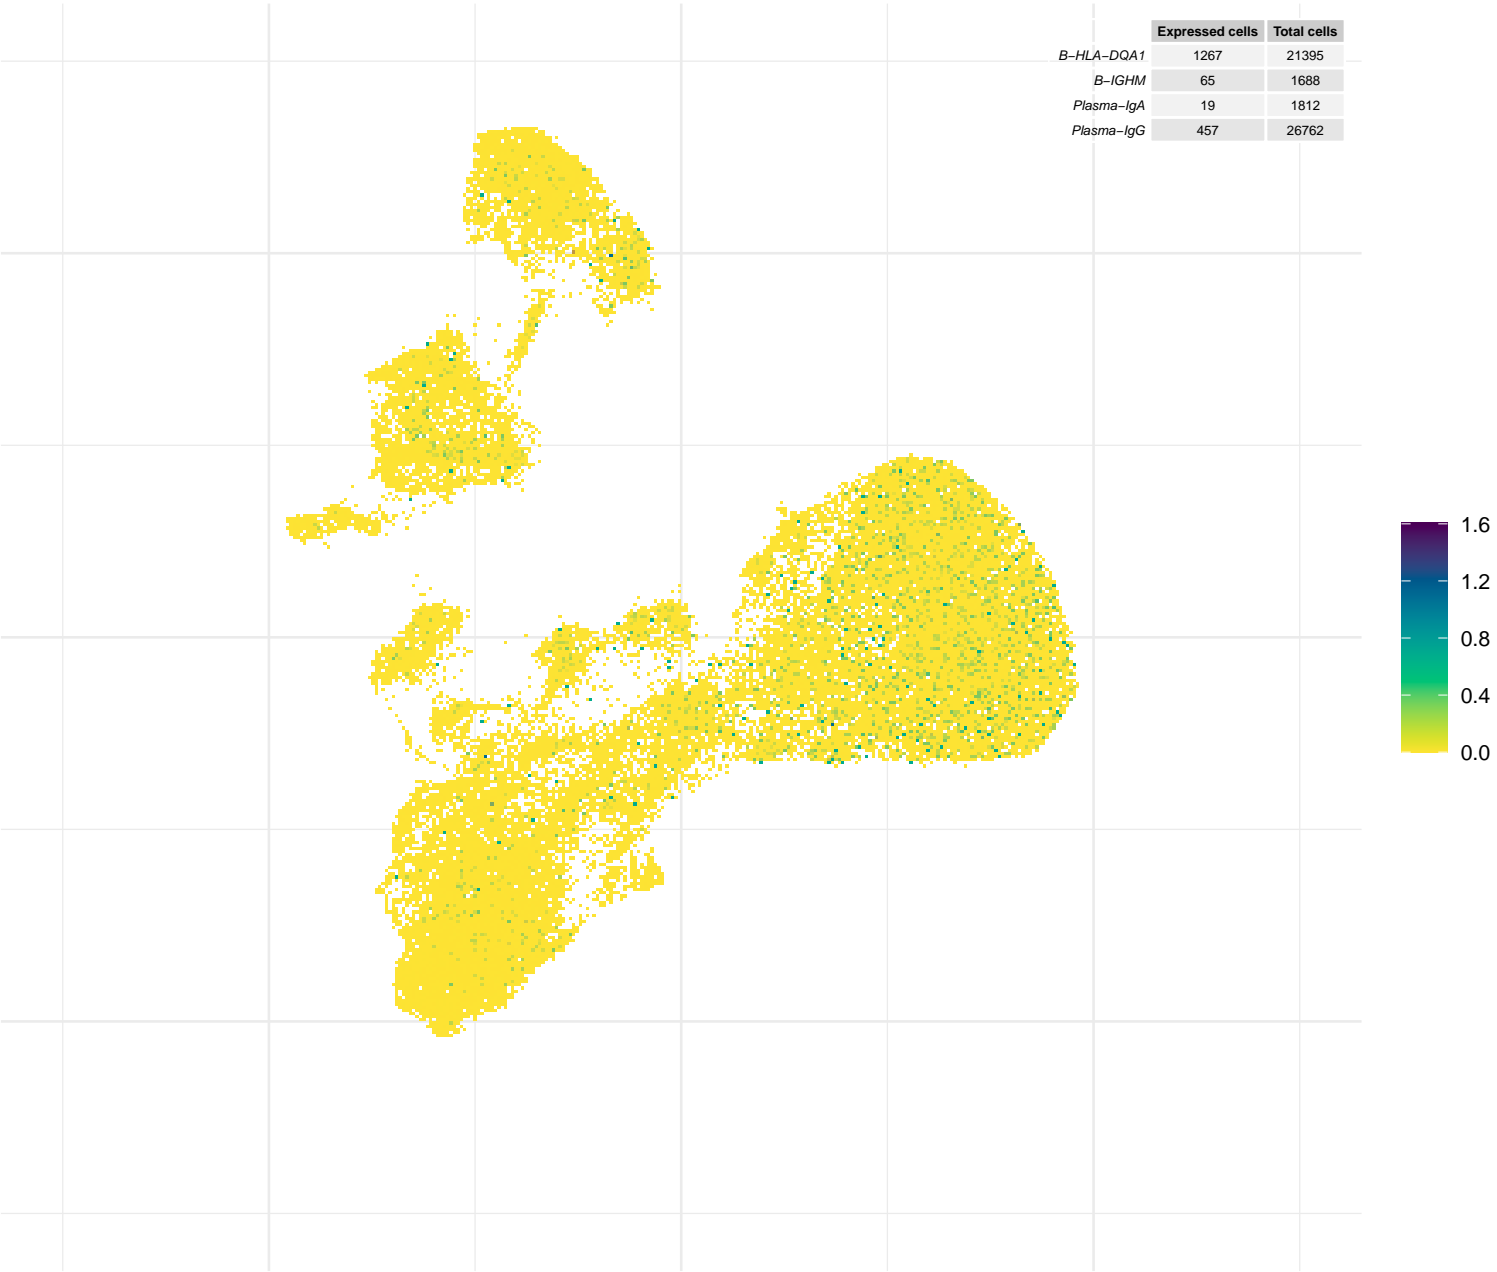 Expressed cells Total cells
B−HLA−DQA1 1267 21395
B−IGHM 65 1688
Plasma−IgA 19 1812
Plasma−IgG 457 26762
1.6
1.2
0.8
0.4
0.0